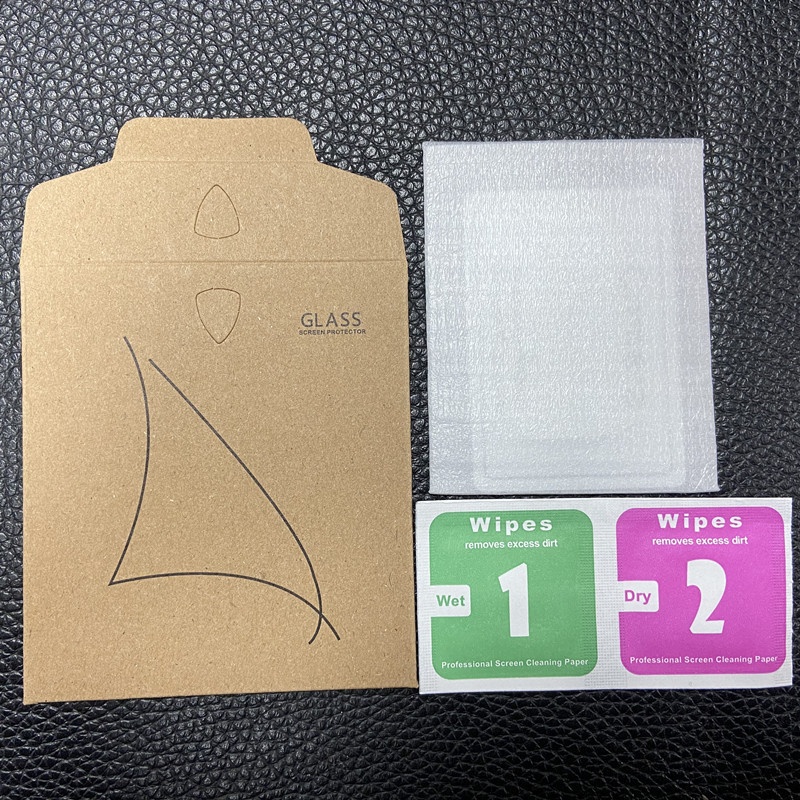 GLASS
SCREEN PROTECTOR
Wipes
removes excess dirt
Wet
1
Professional Screen Cleaning Paper
Wipes
removes excess dirt
Dry
2
Professional Screen Cleaning Paper